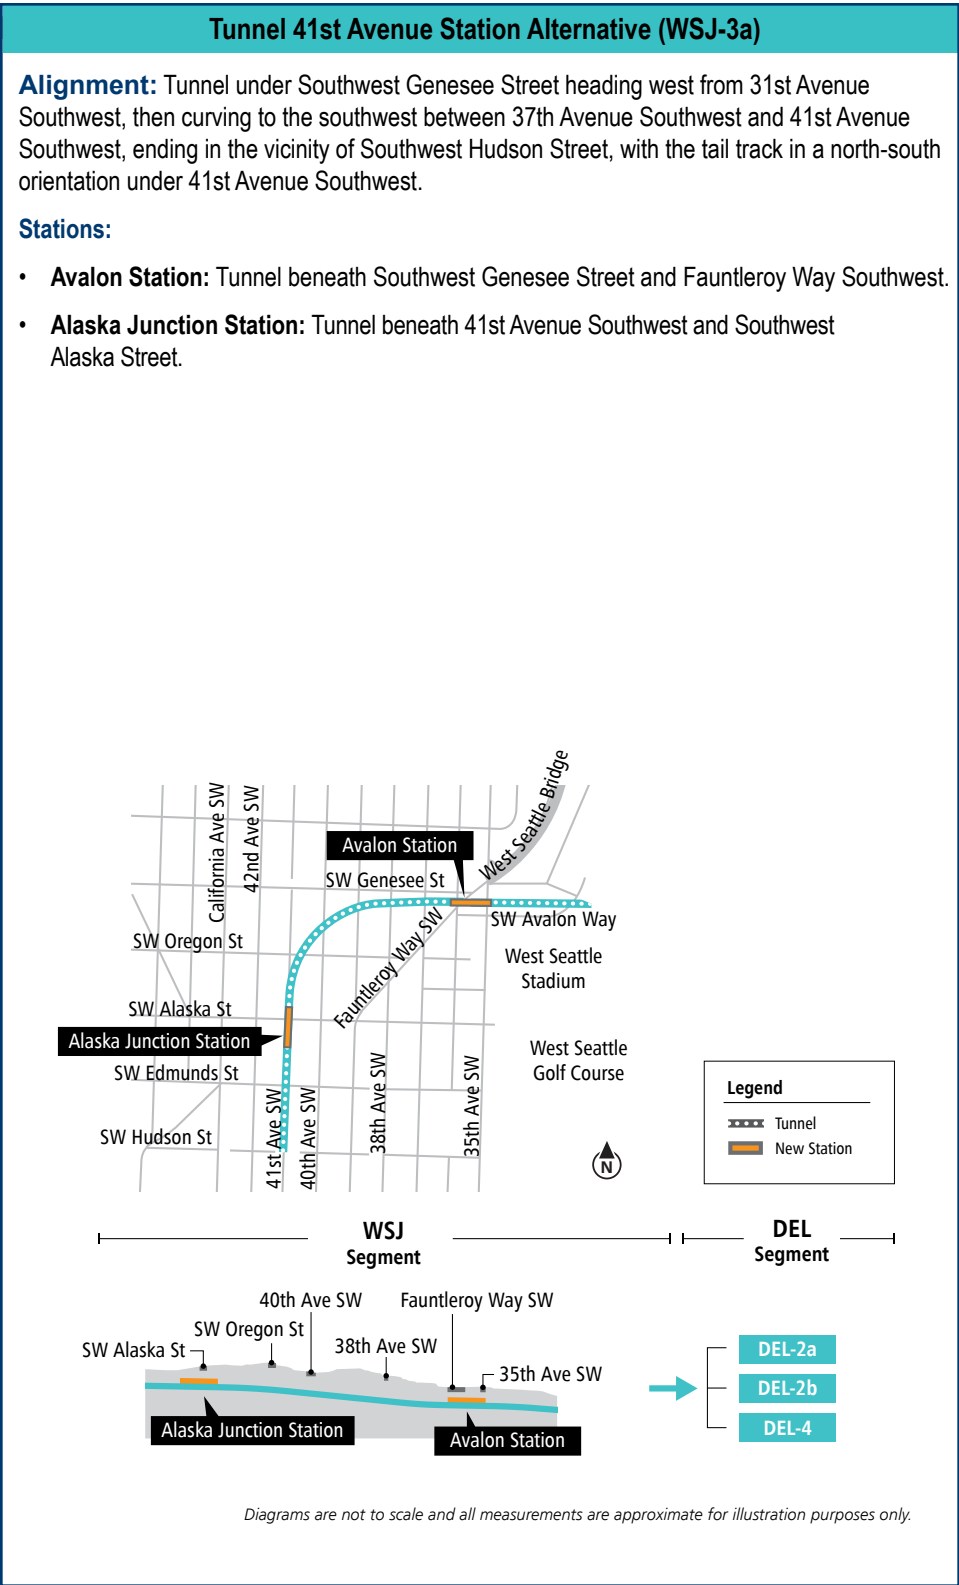 Tunnel 41st Avenue Station Alternative (WSJ-3a)
Alignment: Tunnel under Southwest Genesee Street heading west from 31st Avenue
Southwest, then curving to the southwest between 37th Avenue Southwest and 41st Avenue
Southwest, ending in the vicinity of Southwest Hudson Street, with the tail track in a north-south
orientation under 41st Avenue Southwest.
Stations:
• Avalon Station: Tunnel beneath Southwest Genesee Street and Fauntleroy Way Southwest.
• Alaska Junction Station: Tunnel beneath 41st Avenue Southwest and Southwest
Alaska Street.
California Ave SW
42nd Ave SW
West Seattle Bridge
Avalon Station
SW Genesee St
SW Avalon Way
Fauntleroy Way SW
SW Oregon St
West Seattle
Stadium
SW Alaska St
Alaska Junction Station
West Seattle
Golf Course
SW Edmunds St
SW Hudson St
41st Ave SW
40th Ave SW
38th Ave SW
35th Ave SW
N
Legend
Tunnel
New Station
WSJ
Segment
DEL
Segment
40th Ave SW
Fauntleroy Way SW
SW Oregon St
SW Alaska St
38th Ave SW
35th Ave SW
Alaska Junction Station
Avalon Station
DEL-2a
DEL-2b
DEL-4
Diagrams are not to scale and all measurements are approximate for illustration purposes only.